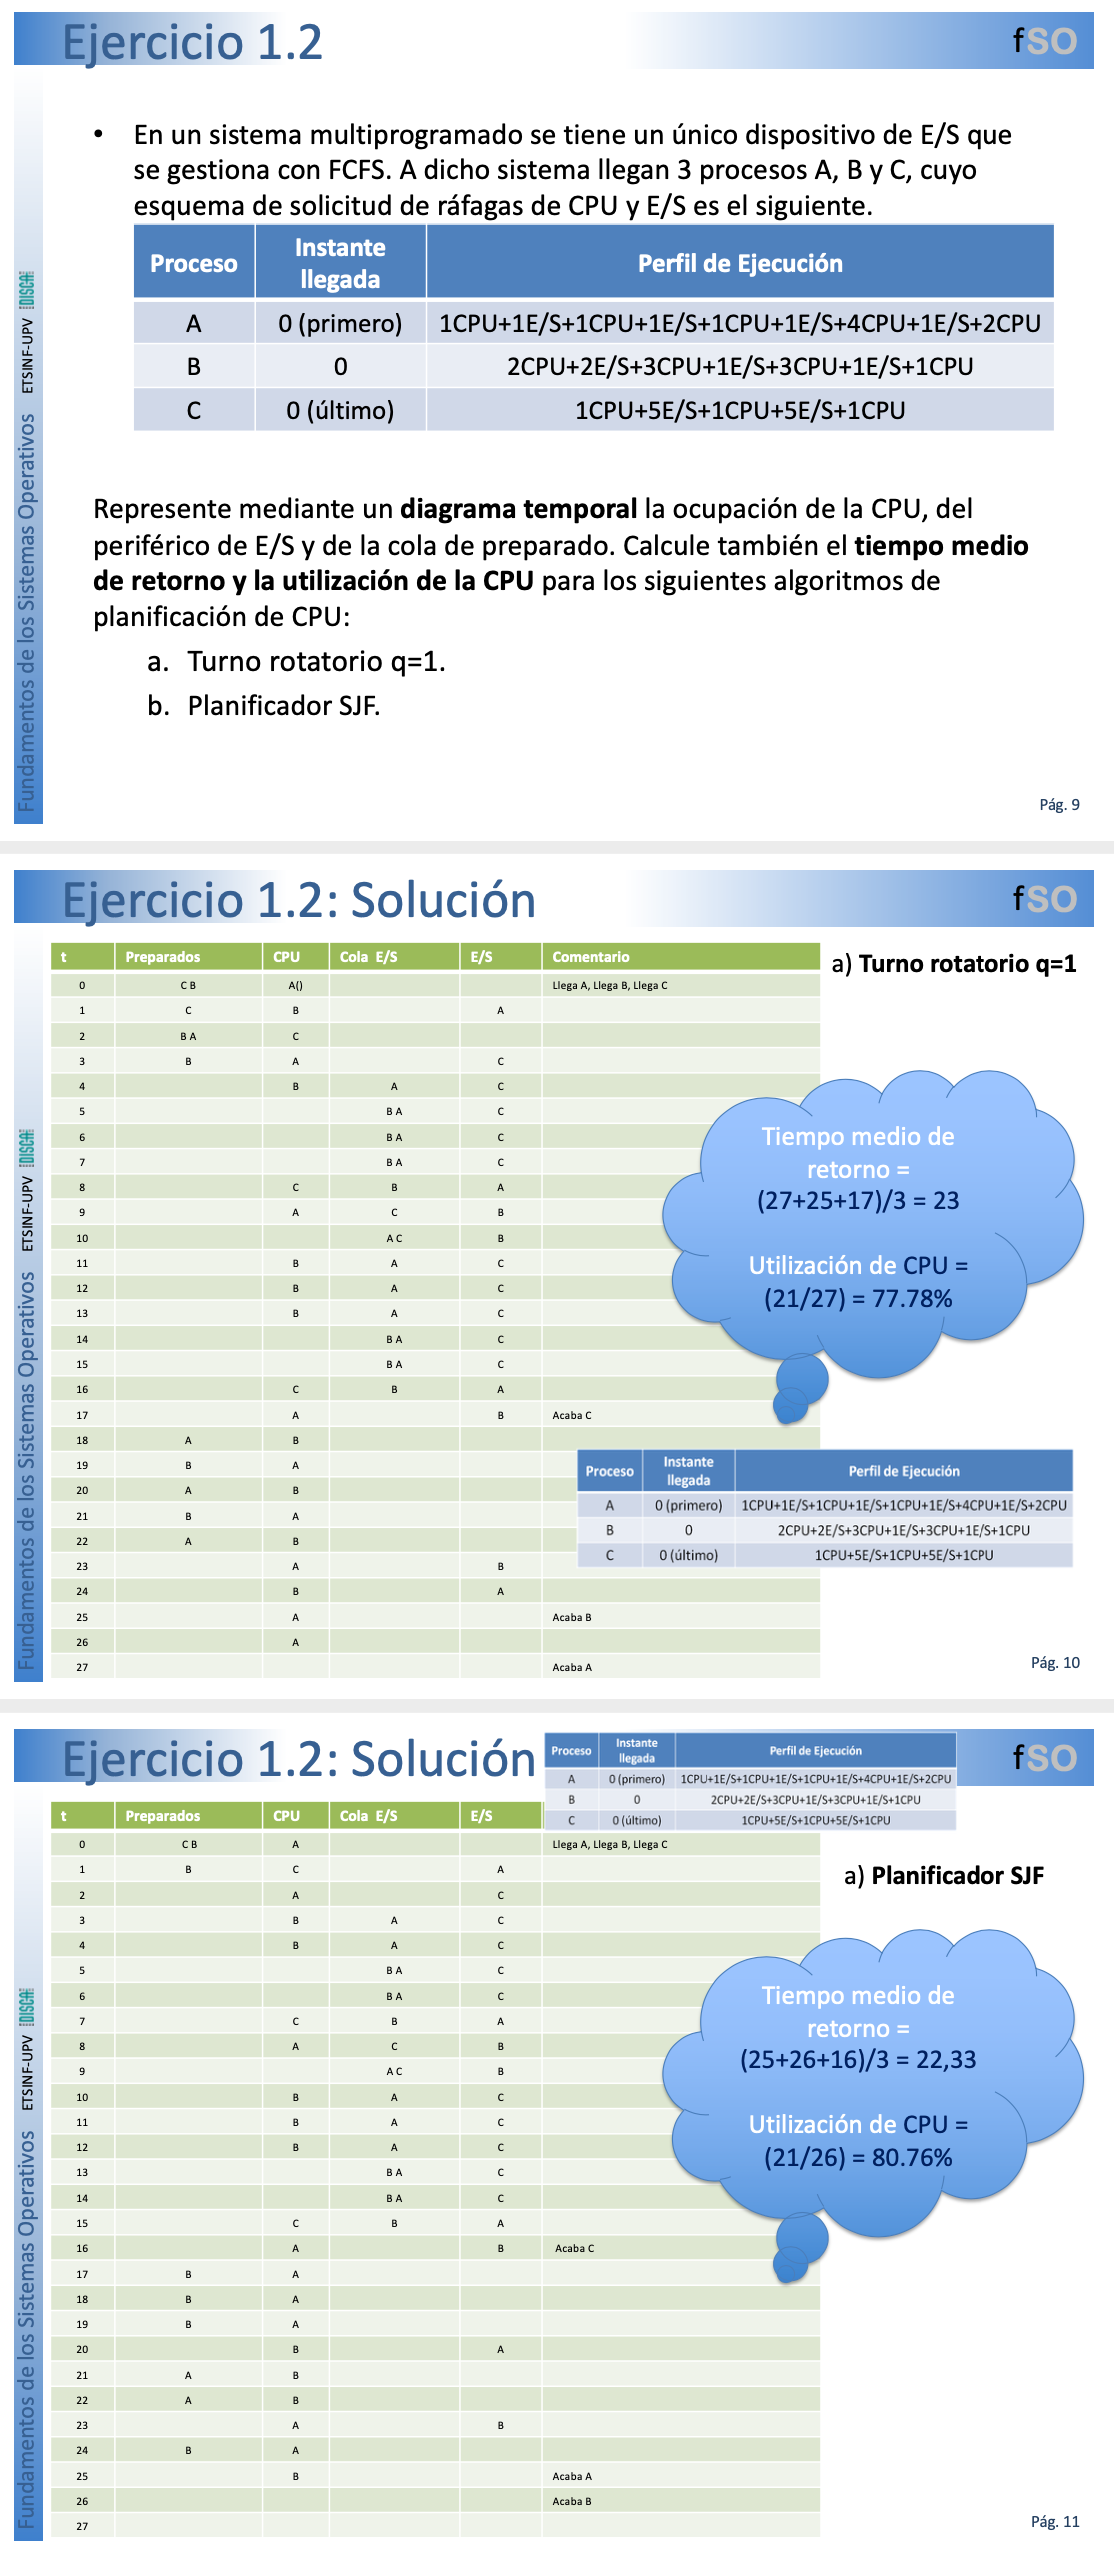 Ejercicio 1.2
fSO
• En un sistema multiprogramado se tiene un único dispositivo de E/S que
se gestiona con FCFS. A dicho sistema llegan 3 procesos A, B y C, cuyo
esquema de solicitud de ráfagas de CPU y E/S es el siguiente.
Proceso Instante llegada Perfil de Ejecución
A 0 (primero) 1CPU+1E/S+1CPU+1E/S+1CPU+1E/S+4CPU+1E/S+2CPU
B 0 2CPU+2E/S+3CPU+1E/S+3CPU+1E/S+1CPU
C 0 (último) 1CPU+5E/S+1CPU+5E/S+1CPU
Represente mediante un diagrama temporal la ocupación de la CPU, del
periférico de E/S y de la cola de preparado. Calcule también el tiempo medio
de retorno y la utilización de la CPU para los siguientes algoritmos de
planificación de CPU:
a. Turno rotatorio q=1.
b. Planificador SJF.
Fundamentos de los Sistemas Operativos ETSINF-UPV DISCA
Pág. 9
Ejercicio 1.2: Solución
fSO
a) Turno rotatorio q=1
t Preparados CPU Cola E/S E/S Comentario
0 C B A() Llega A, Llega B, Llega C
1 C B A
2 B A C
3 B A C
4 B A C
5 B A C
6 B A C
7 B A C
8 C B A
9 A C B
10 A C B
11 B A C
12 B A C
13 B A C
14 B A C
15 B A C
16 C B A
17 A B Acaba C
18 A B
19 B A
20 A B
21 B A
22 A B
23 A B
24 B A
25 A Acaba B
26 A
27 Acaba A
Tiempo medio de
retorno =
(27+25+17)/3 = 23
Utilización de CPU =
(21/27) = 77.78%
Proceso Instante llegada Perfil de Ejecución
A 0 (primero) 1CPU+1E/S+1CPU+1E/S+1CPU+1E/S+4CPU+1E/S+2CPU
B 0 2CPU+2E/S+3CPU+1E/S+3CPU+1E/S+1CPU
C 0 (último) 1CPU+5E/S+1CPU+5E/S+1CPU
Fundamentos de los Sistemas Operativos ETSINF-UPV DISCA
Pág. 10
Ejercicio 1.2: Solución
fSO
Proceso Instante llegada Perfil de Ejecución
A 0 (primero) 1CPU+1E/S+1CPU+1E/S+1CPU+1E/S+4CPU+1E/S+2CPU
B 0 2CPU+2E/S+3CPU+1E/S+3CPU+1E/S+1CPU
C 0 (último) 1CPU+5E/S+1CPU+5E/S+1CPU
a) Planificador SJF
t Preparados CPU Cola E/S E/S
0 C B A Llega A, Llega B, Llega C
1 B C A
2 A C
3 B A C
4 B A C
5 B A C
6 B A C
7 C B A
8 A C B
9 A C B
10 B A C
11 B A C
12 B A C
13 B A C
14 B A C
15 C B A
16 A B Acaba C
17 B A
18 B A
19 B A
20 B A
21 A B
22 A B
23 A B
24 B A
25 B Acaba A
26 Acaba B
27
Tiempo medio de
retorno =
(25+26+16)/3 = 22,33
Utilización de CPU =
(21/26) = 80.76%
Fundamentos de los Sistemas Operativos ETSINF-UPV DISCA
Pág. 11